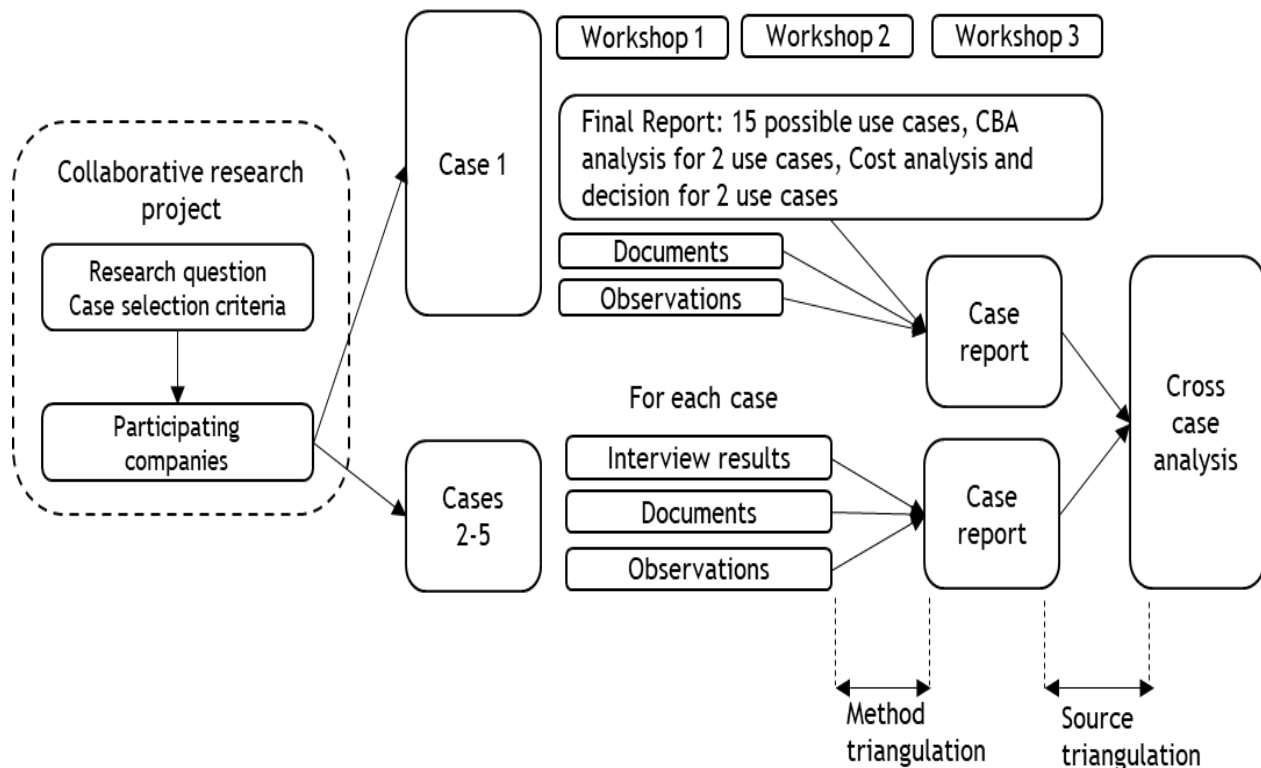 Collaborative research
project
Research question
Case selection criteria
Participating
companies
Case 1
Workshop 1
Workshop 2
Workshop 3
Final Report: 15 possible use cases, CBA
analysis for 2 use cases, Cost analysis and
decision for 2 use cases
Documents
Observations
Case
report
For each case
Cases
2-5
Interview results
Documents
Observations
Case
report
Cross
case
analysis
Method
triangulation
Source
triangulation